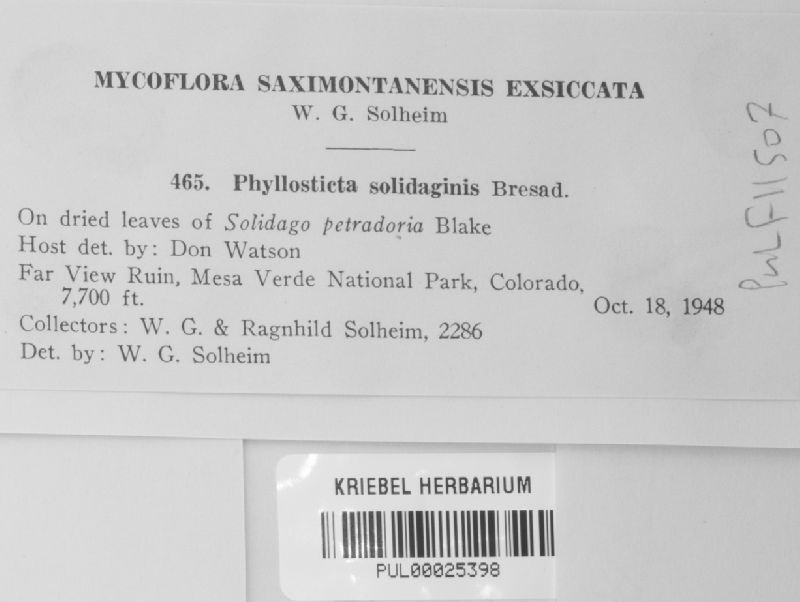 MYCOFLORA SAXIMONTANENSIS EXSICCATA
W. G. Solheim
465. Phyllosticta solidaginis Bresad.
On dried leaves of Solidago petradoria Blake
Host det. by: Don Watson
Far View Ruin, Mesa Verde National Park, Colorado,
7,700 ft.
Oct. 18, 1948
Collectors: W. G. & Ragnhild Solheim, 2286
Det. by: W. G. Solheim
PUL F11507
KRIEBEL HERBARIUM
PUL00025398